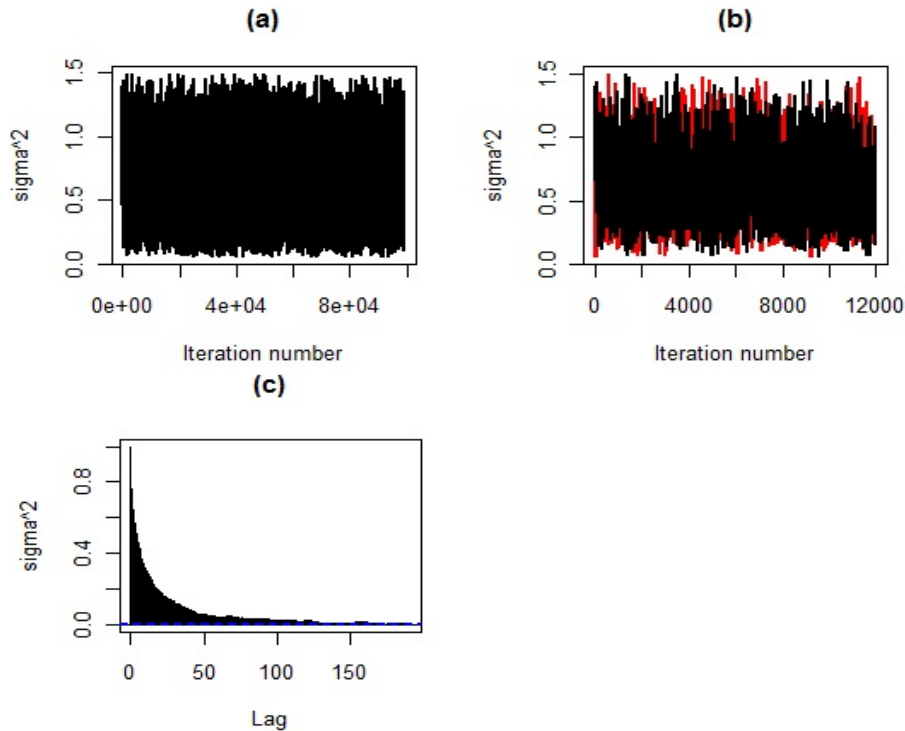 (a)
sigma^2
0.0 0.5 1.0 1.5
0e+00 4e+04 8e+04
Iteration number
(b)
sigma^2
0.0 0.5 1.0 1.5
0 4000 8000 12000
Iteration number
(c)
sigma^2
0.0 0.4 0.8
0 50 100 150
Lag